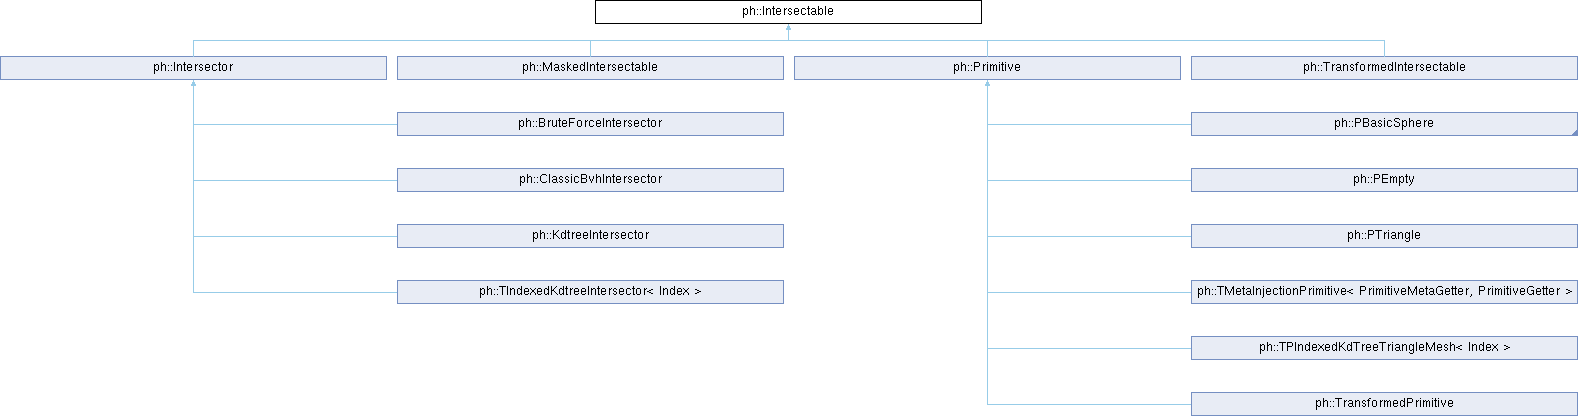 ph::Intersectable
ph::Intersector
ph::MaskedIntersectable
ph::Primitive
ph::TransformedIntersectable
ph::BruteForceIntersector
ph::PBasicSphere
ph::ClassicBvhIntersector
ph::PEmpty
ph::KdtreeIntersector
ph::PTriangle
ph::TIndexedKdtreeIntersector< Index >
ph::TMetaInjectionPrimitive< PrimitiveMetaGetter, PrimitiveGetter >
ph::TPIndexedKdTreeTriangleMesh< Index >
ph::TransformedPrimitive